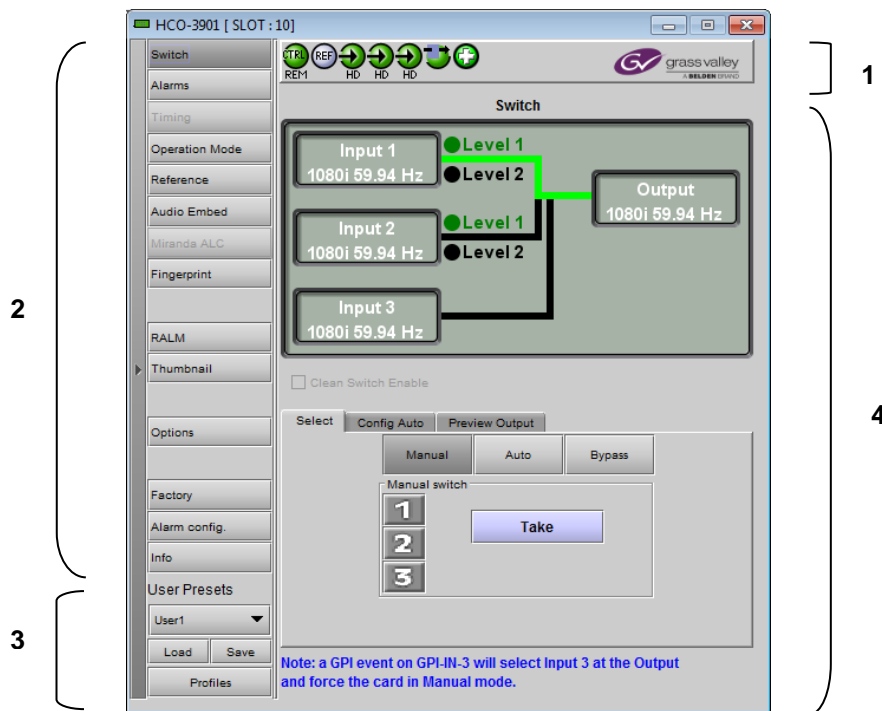 HCO-3901 [ SLOT : 10]
CTRL
REM
REF
HD
HD
HD
GV
grass valley
A BELDEN BRAND
1
2
3
4
Switch
Alarms
Timing
Operation Mode
Reference
Audio Embed
Miranda ALC
Fingerprint
RALM
Thumbnail
Options
Factory
Alarm config.
Info
User Presets
User1
Load
Save
Profiles
Switch
Input 1
1080i 59.94 Hz
Level 1
Level 2
Input 2
1080i 59.94 Hz
Level 1
Level 2
Input 3
1080i 59.94 Hz
Output
1080i 59.94 Hz
Clean Switch Enable
Select
Config Auto
Preview Output
Manual
Auto
Bypass
Manual switch
1
2
3
Take
Note: a GPI event on GPI-IN-3 will select Input 3 at the Output
and force the card in Manual mode.